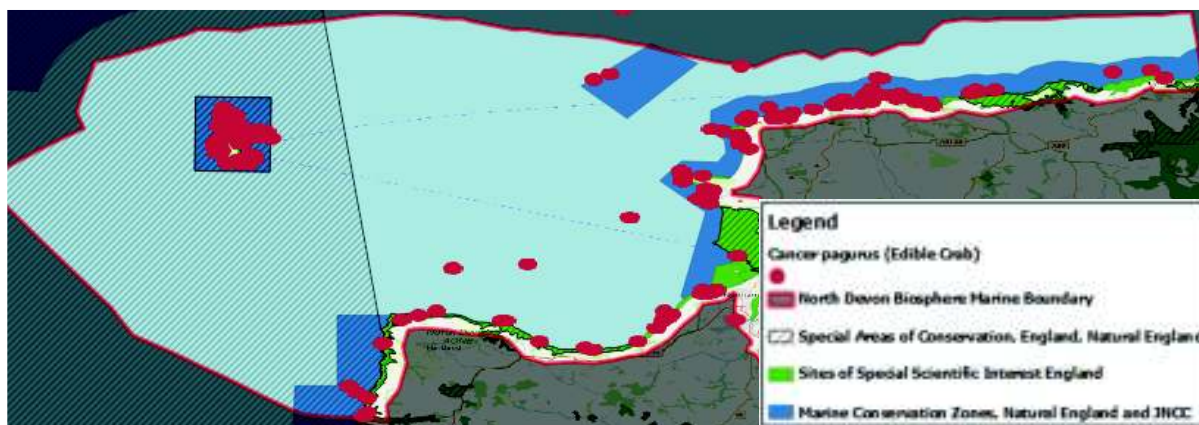 Legend
Cancer pagurus (Edible Crab)
North Devon Biosphere Marine Boundary
Special Areas of Conservation, England, Natural England
Sites of Special Scientific Interest England
Marine Conservation Zones, Natural England and JNCC